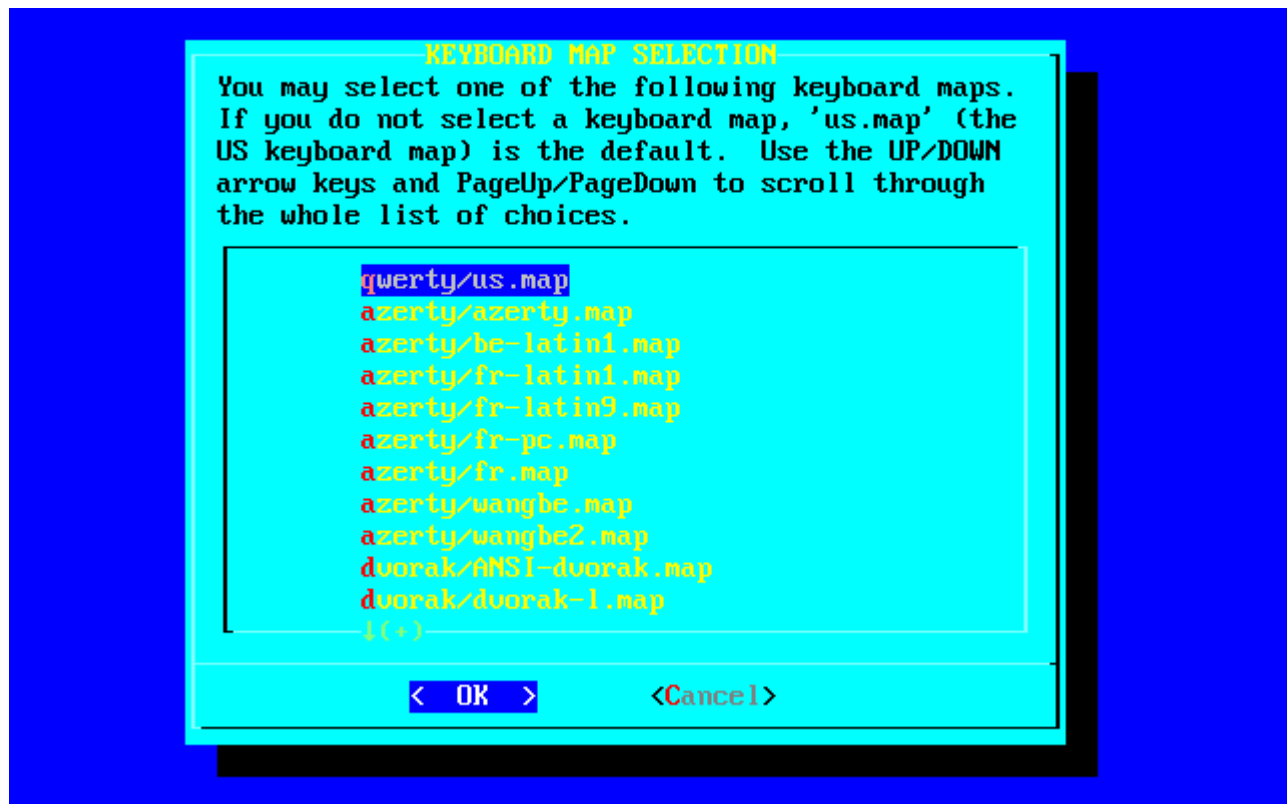 KEYBOARD MAP SELECTION
You may select one of the following keyboard maps.
If you do not select a keyboard map, 'us.map' (the
US keyboard map) is the default.  Use the UP/DOWN
arrow keys and PageUp/PageDown to scroll through
the whole list of choices.
qwerty/us.map
azerty/azerty.map
azerty/be-latin1.map
azerty/fr-latin1.map
azerty/fr-latin9.map
azerty/fr-pc.map
azerty/fr.map
azerty/wangbe.map
azerty/wangbe2.map
dvorak/ANSI-dvorak.map
dvorak/dvorak-l.map
↓(+)
<  OK  > <Cancel>